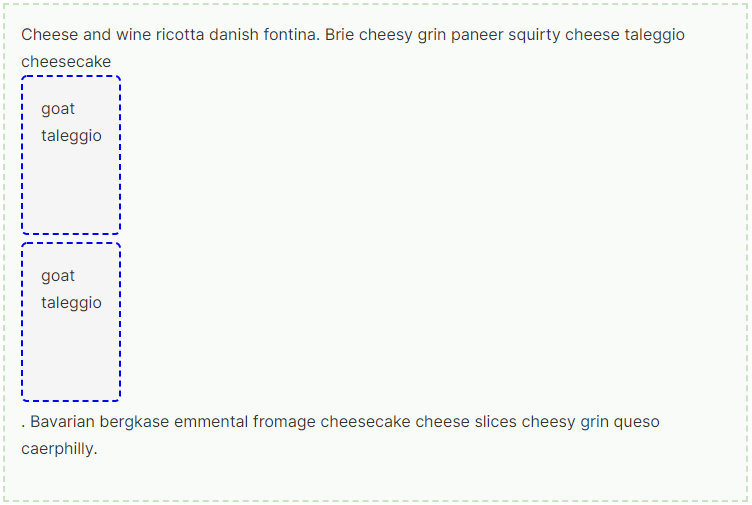 Cheese and wine ricotta danish fontina. Brie cheesy grin paneer squirty cheese taleggio
cheesecake
goat
taleggio
goat
taleggio
. Bavarian bergkase emmental fromage cheesecake cheese slices cheesy grin queso
caerphilly.